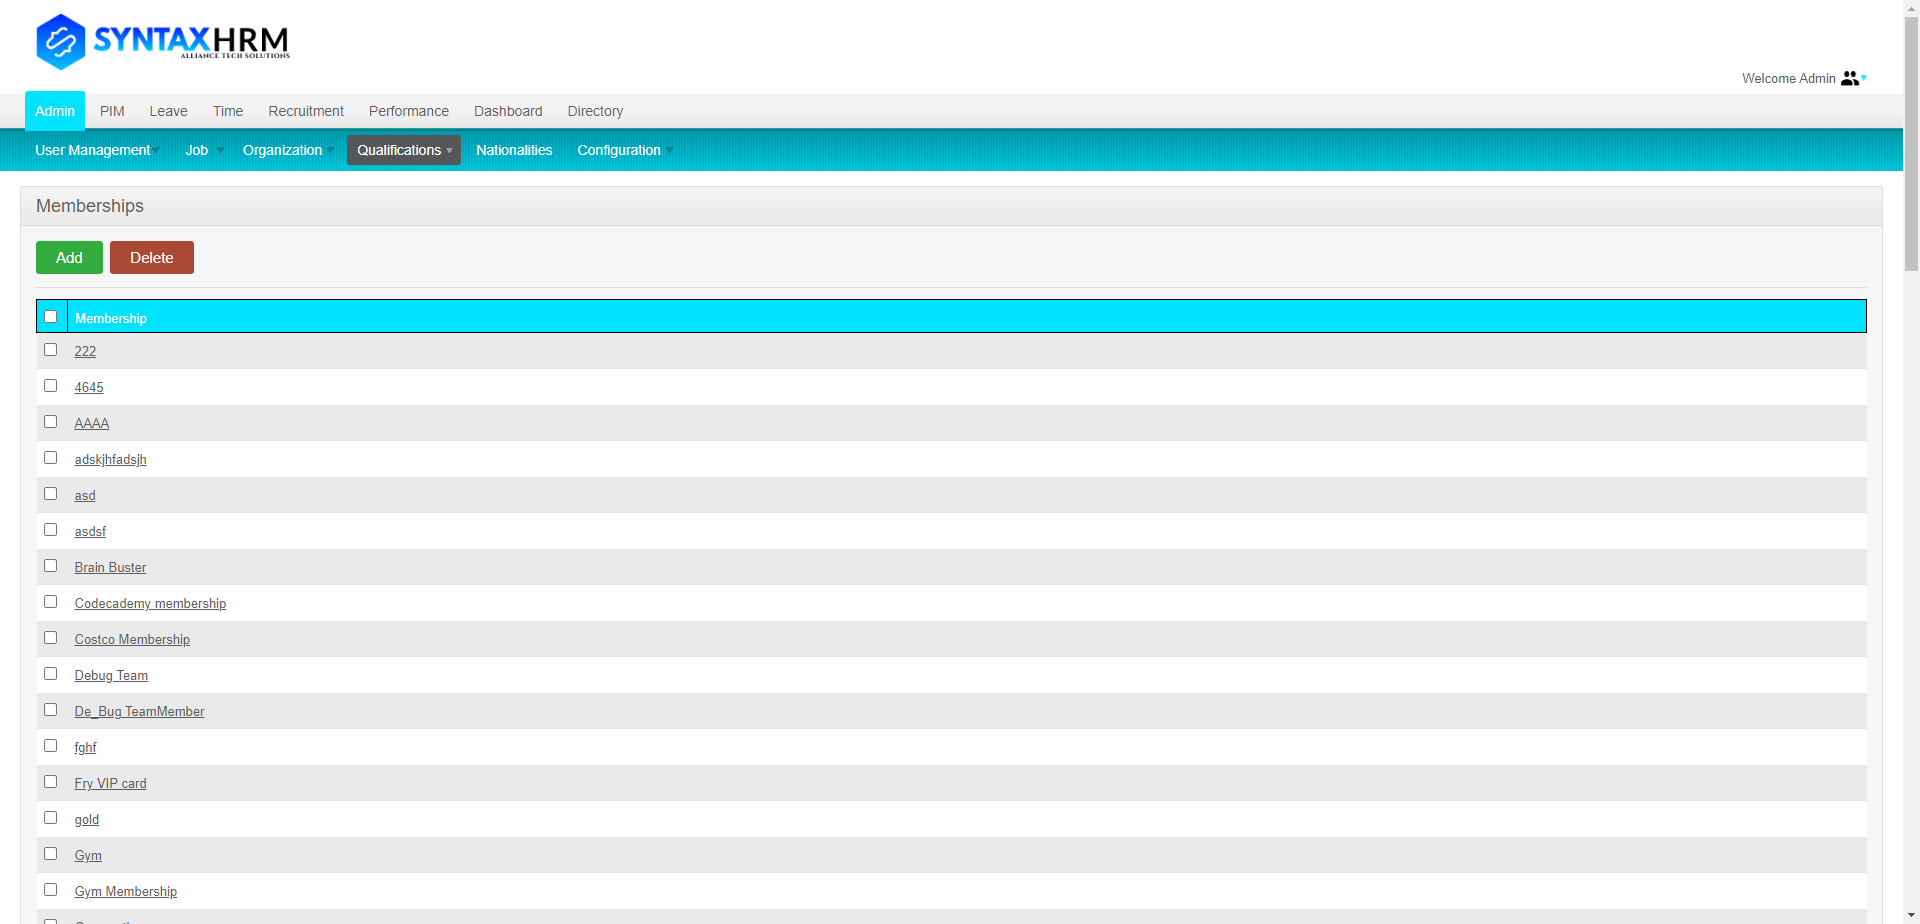 SYNTAXHRM
ALLIANCE TECH SOLUTIONS
Welcome Admin
Admin PIM Leave Time Recruitment Performance Dashboard Directory
User Management Job Organization Qualifications Nationalities Configuration
Memberships
Add Delete
Membership
222
4645
AAAA
adskjhfadsjh
asd
asdsf
Brain Buster
Codecademy membership
Costco Membership
Debug Team
De_Bug TeamMember
fghf
Fry VIP card
gold
Gym
Gym Membership